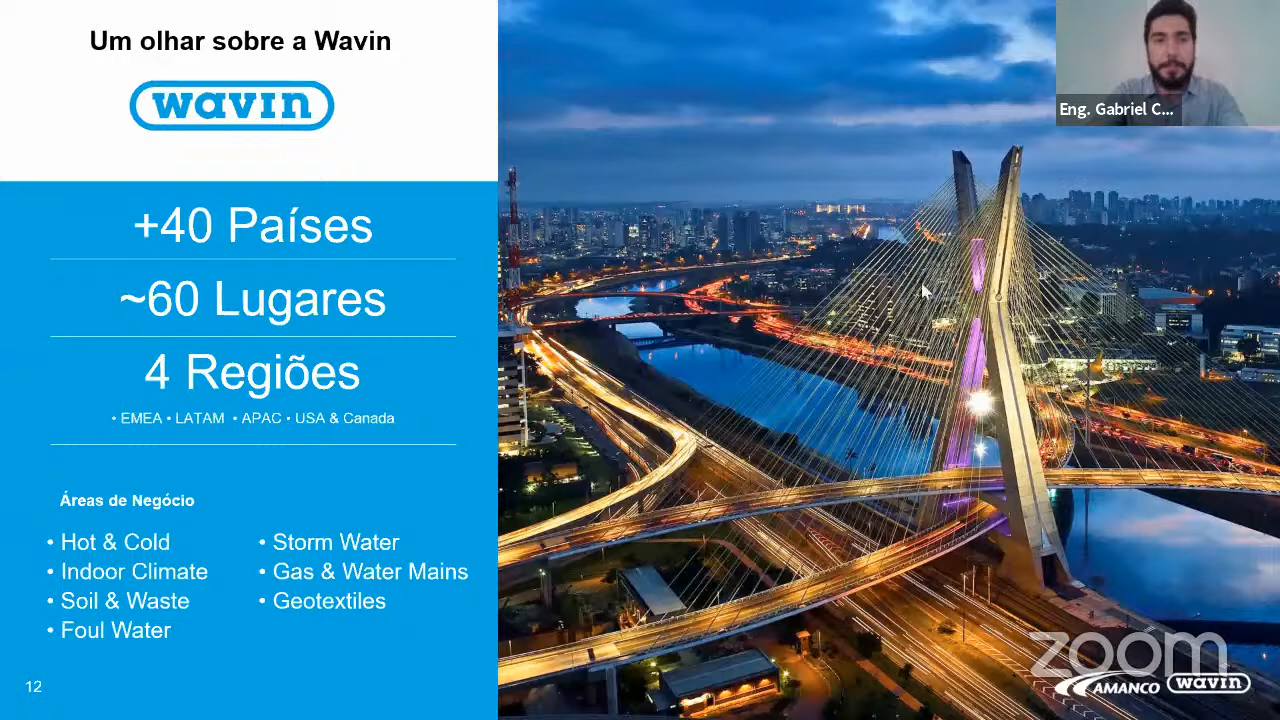 Um olhar sobre a Wavin
wavin
+40 Países
~60 Lugares
4 Regiões
• EMEA • LATAM • APAC • USA & Canada
Áreas de Negócio
• Hot & Cold
• Indoor Climate
• Soil & Waste
• Foul Water
• Storm Water
• Gas & Water Mains
• Geotextiles
12
Eng. Gabriel C...
zoom
AMANCO wavin